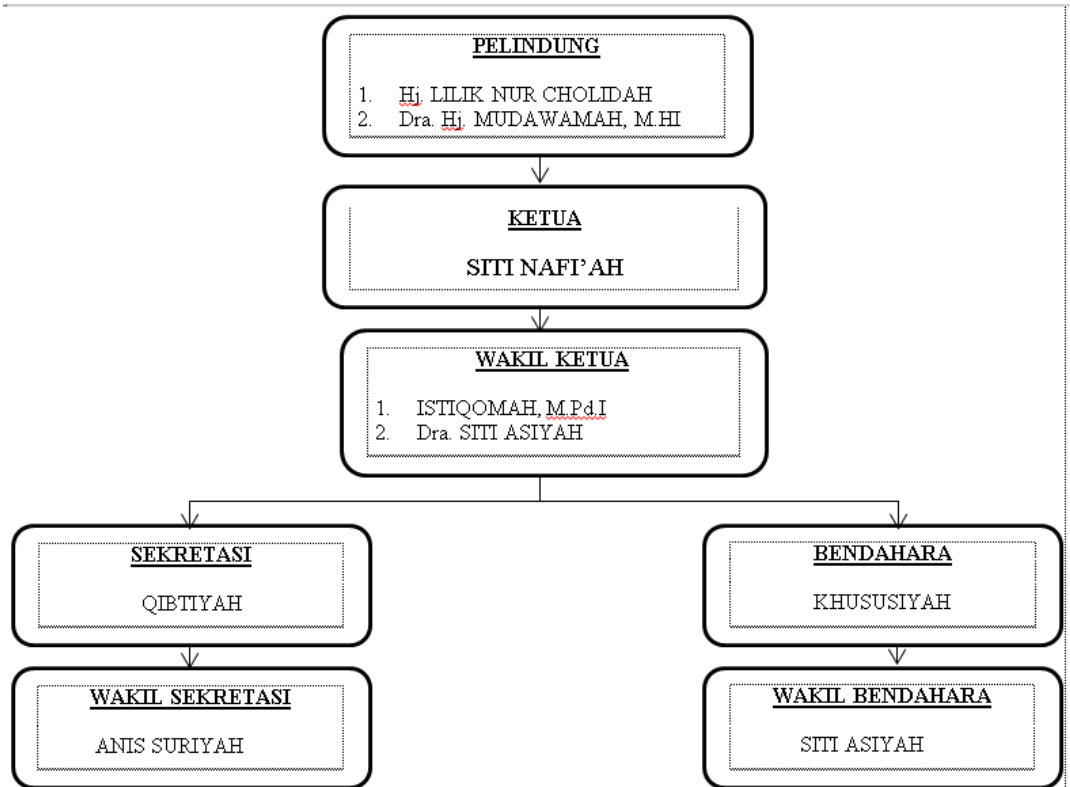 PELINDUNG
1. Hj. LILIK NUR CHOLIDAH
2. Dra. Hj. MUDAWAMAH, M.HI
KETUA
SITI NAFI’AH
WAKIL KETUA
1. ISTIQOMAH, M.Pd.I
2. Dra. SITI ASIYAH
SEKRETASI
QIBTIYAH
BENDAHARA
KHUSUSIYAH
WAKIL SEKRETASI
ANIS SURIYAH
WAKIL BENDAHARA
SITI ASIYAH